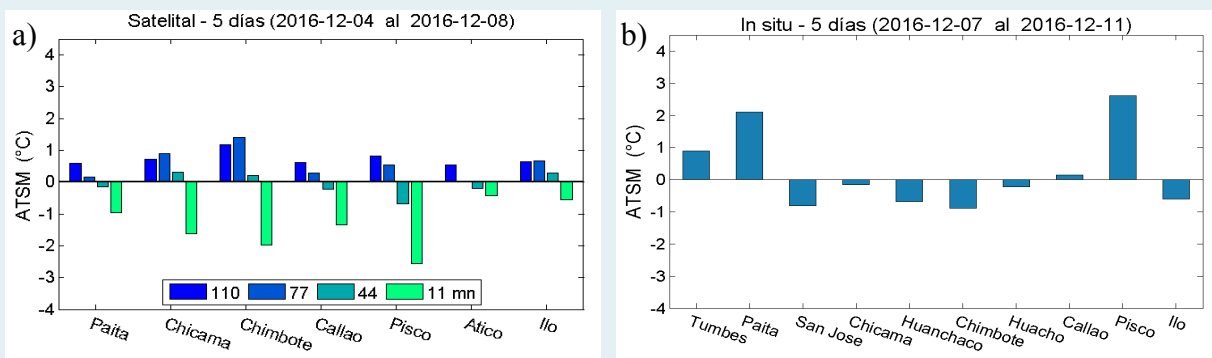 a)
Satelital - 5 días (2016-12-04 al 2016-12-08)
ATSM (°C)
4
3
2
1
0
-1
-2
-3
-4
110 77 44 11 mn
Paita Chicama Chimbote Callao Pisco Atico Ilo
b)
In situ - 5 días (2016-12-07 al 2016-12-11)
ATSM (°C)
4
3
2
1
0
-1
-2
-3
-4
Tumbes Paita San Jose Chicama Huanchaco Chimbote Huacho Callao Pisco Ilo